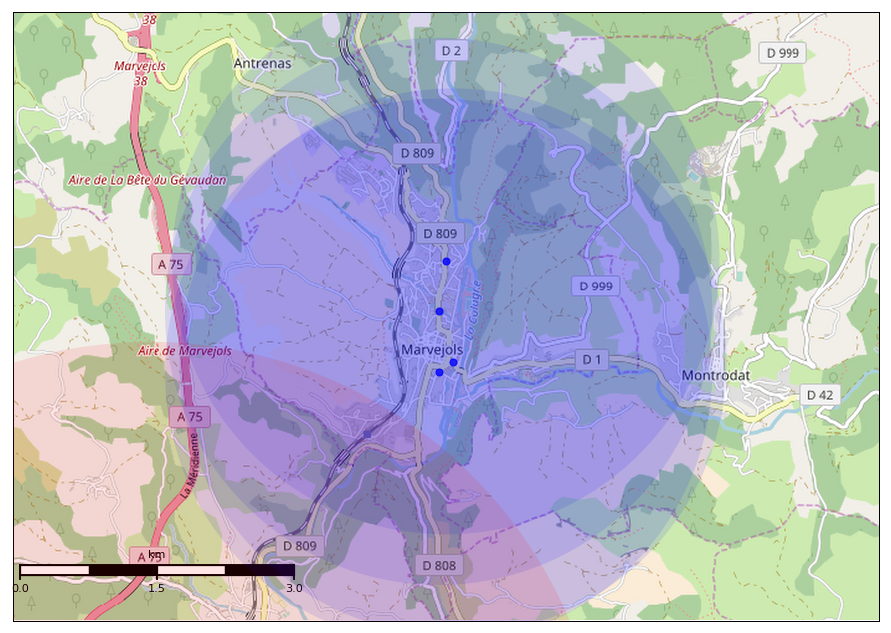 38
D 2
D 999
Antrenas
Marvejols
38
D 809
Aire de La Bête du Gévaudan
D 809
A 75
D 999
La Colagne
Marvejols
Aire de Marvejols
D 1
Montrodat
D 42
A 75
La Méridienne
D 809
km
A 75
D 808
0.0
1.5
3.0